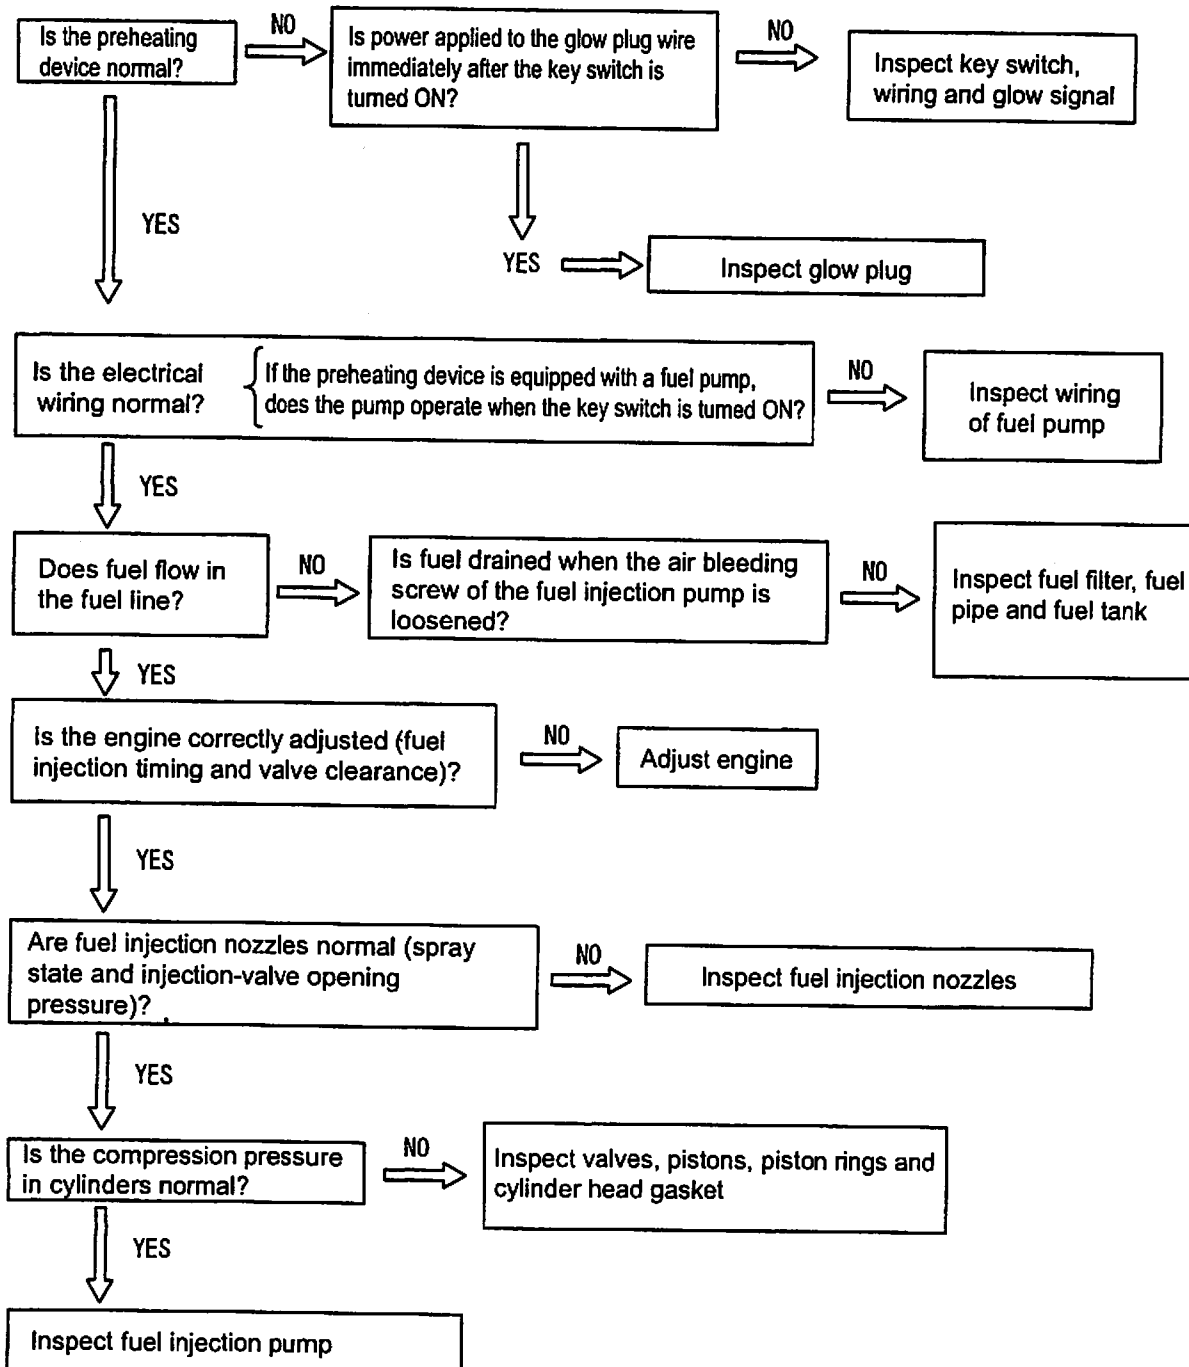 Is the preheating
device normal?
NO
Is power applied to the glow plug wire
immediately after the key switch is
turned ON?
NO
Inspect key switch,
wiring and glow signal
YES
YES
Inspect glow plug
Is the electrical
wiring normal?
If the preheating device is equipped with a fuel pump,
does the pump operate when the key switch is turned ON?
NO
Inspect wiring
of fuel pump
YES
Does fuel flow in
the fuel line?
NO
Is fuel drained when the air bleeding
screw of the fuel injection pump is
loosened?
NO
Inspect fuel filter, fuel
pipe and fuel tank
YES
Is the engine correctly adjusted (fuel
injection timing and valve clearance)?
NO
Adjust engine
YES
Are fuel injection nozzles normal (spray
state and injection-valve opening
pressure)?
NO
Inspect fuel injection nozzles
YES
Is the compression pressure
in cylinders normal?
NO
Inspect valves, pistons, piston rings and
cylinder head gasket
YES
Inspect fuel injection pump